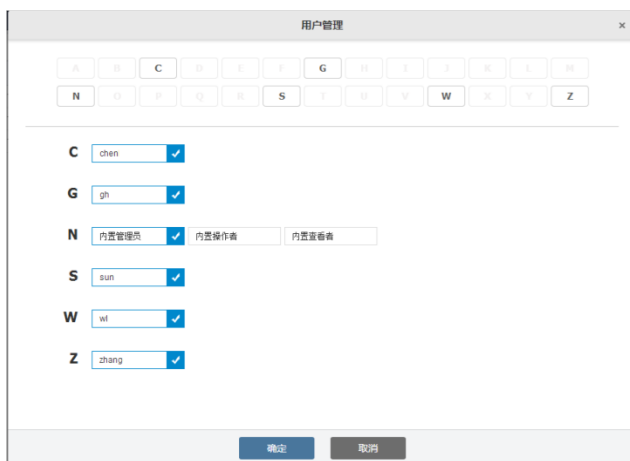 用户管理 ×
A B C D E F G H I J K L M
N O P Q R S T U V W X Y Z
C chen
G gh
N 内置管理员 内置操作者 内置查看者
S sun
W wl
Z zhang
确定 取消